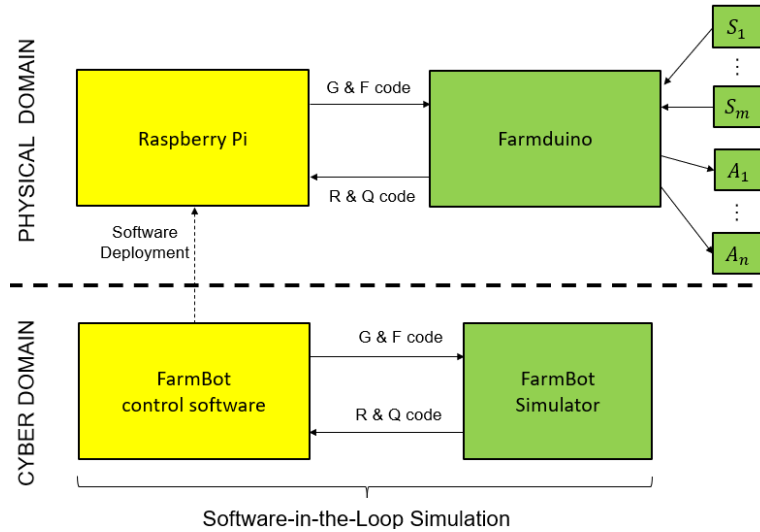 PHYSICAL DOMAIN
Raspberry Pi
G & F code
R & Q code
Farmduino
S₁
⋮
Sₘ
A₁
⋮
Aₙ
Software
Deployment
CYBER DOMAIN
FarmBot
control software
G & F code
R & Q code
FarmBot
Simulator
Software-in-the-Loop Simulation